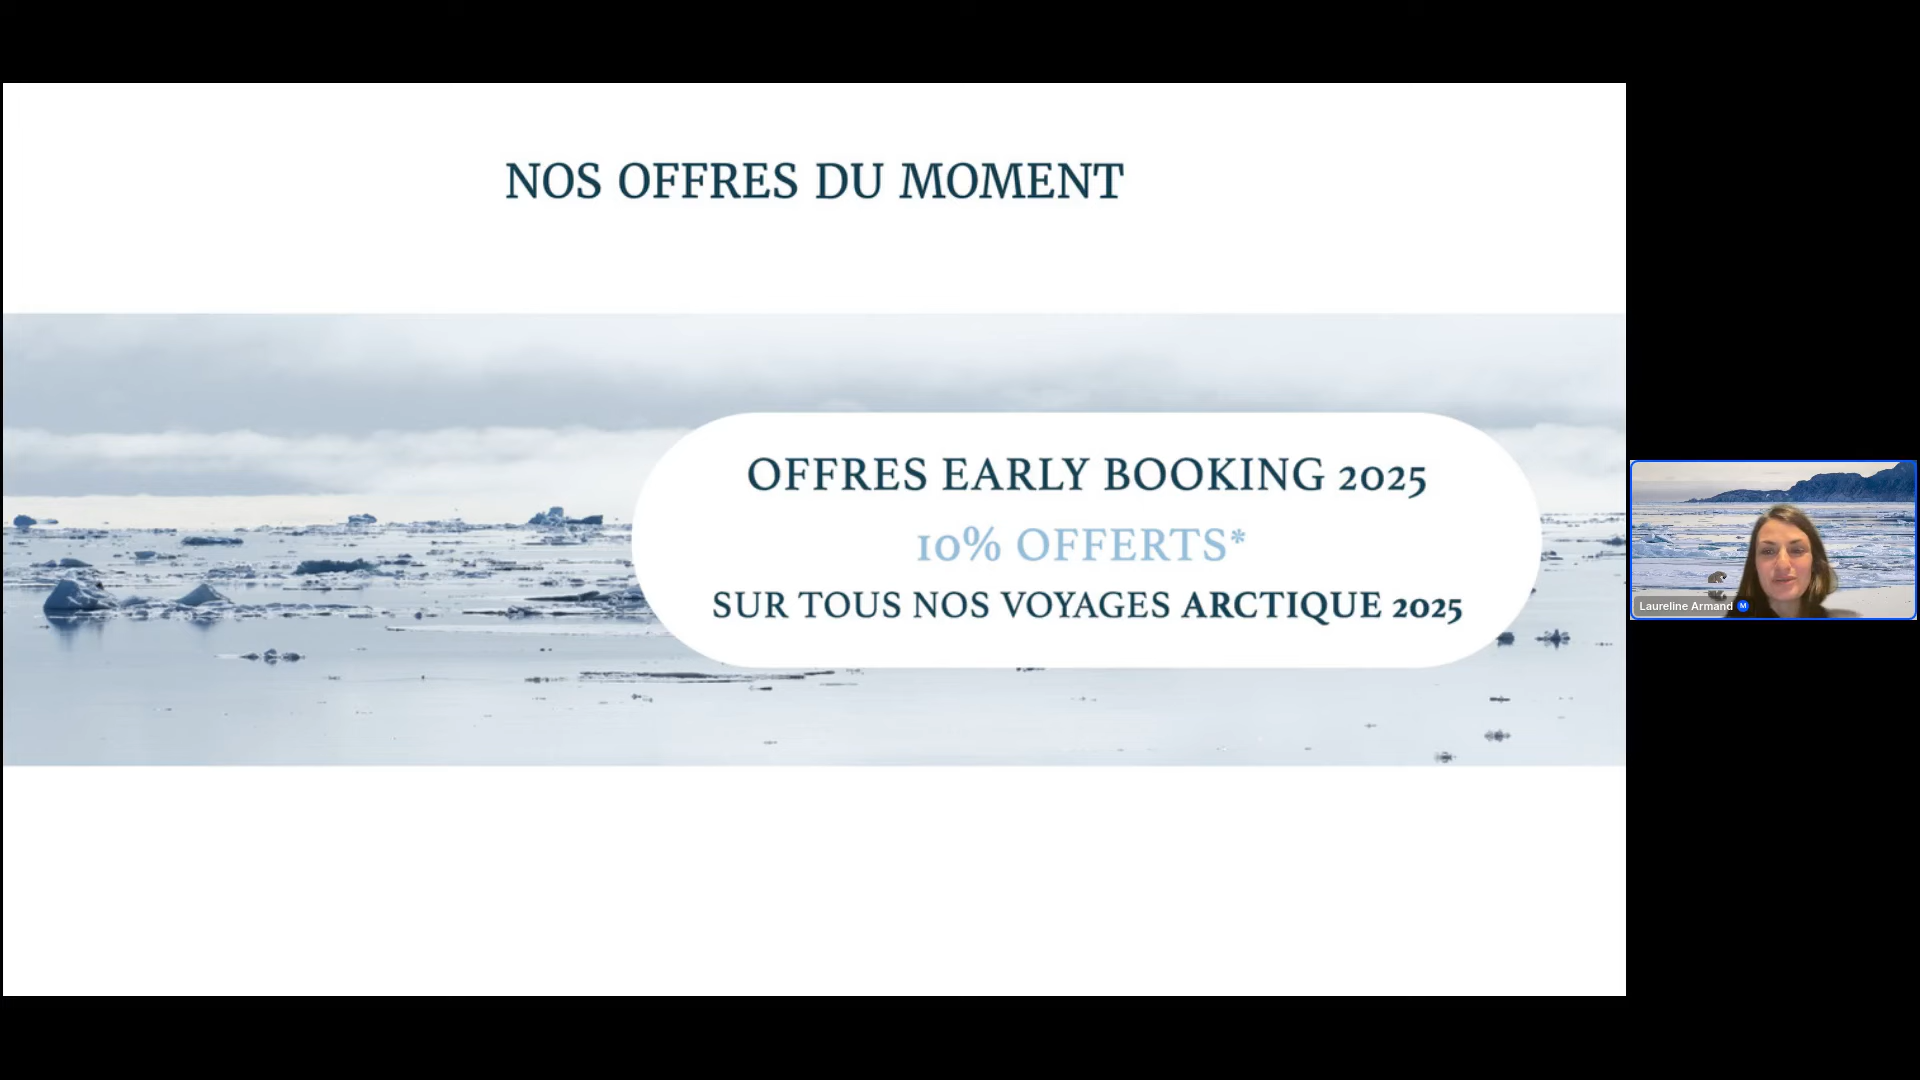 NOS OFFRES DU MOMENT
OFFRES EARLY BOOKING 2025
10% OFFERTS*
SUR TOUS NOS VOYAGES ARCTIQUE 2025
Laureline Armand M